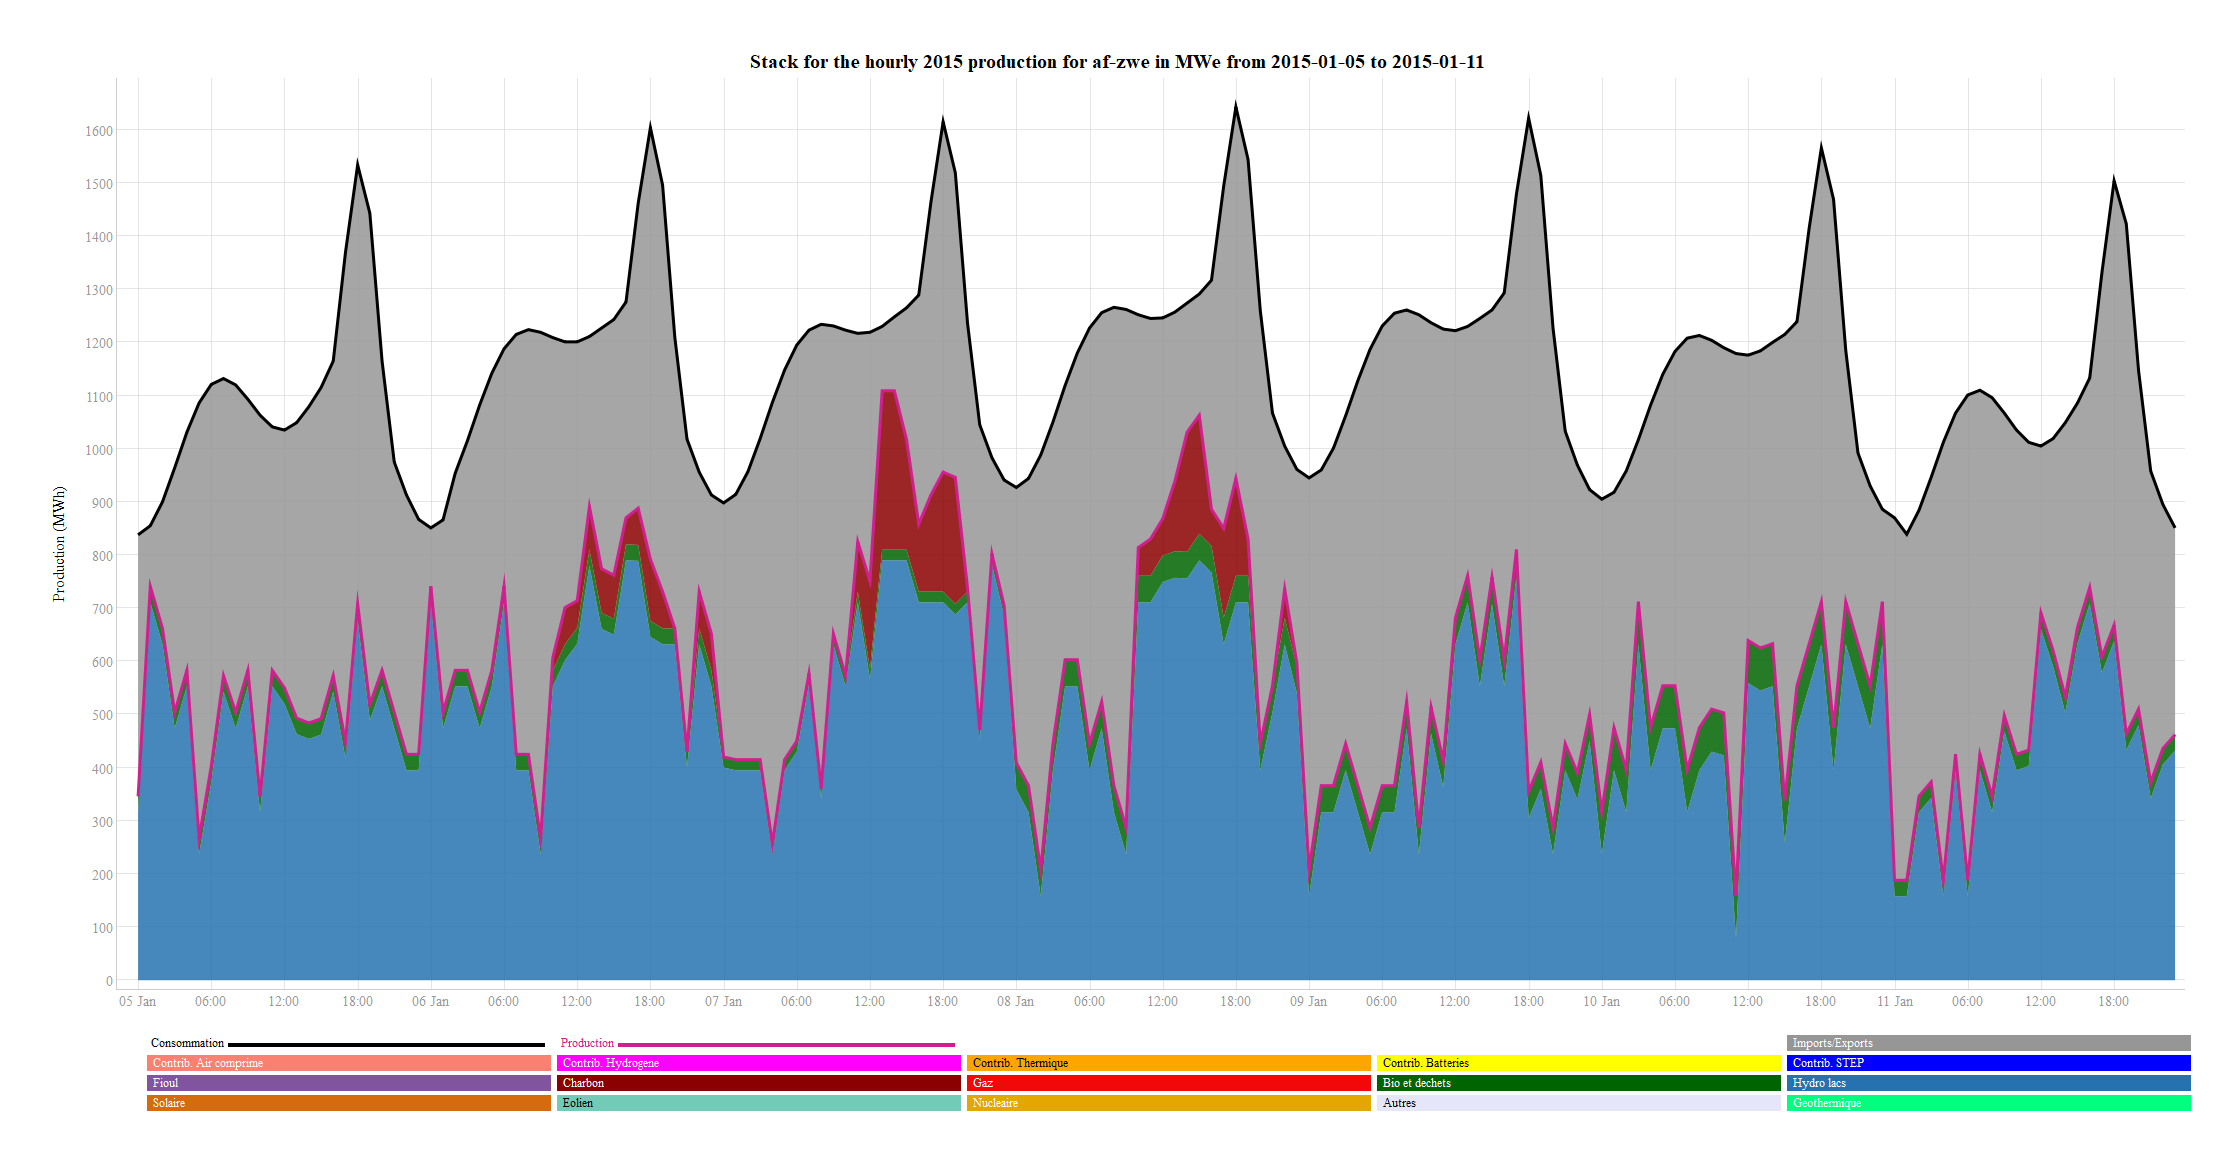 Stack for the hourly 2015 production for af-zwe in MWe from 2015-01-05 to 2015-01-11
Production (MWh)
1600
1500
1400
1300
1200
1100
1000
900
800
700
600
500
400
300
200
100
0
05 Jan 06:00 12:00 18:00 06 Jan 06:00 12:00 18:00 07 Jan 06:00 12:00 18:00 08 Jan 06:00 12:00 18:00 09 Jan 06:00 12:00 18:00 10 Jan 06:00 12:00 18:00 11 Jan 06:00 12:00 18:00
Consommation Production Imports/Exports
Contrib. Air comprime Contrib. Hydrogene Contrib. Thermique Contrib. Batteries Contrib. STEP
Fioul Charbon Gaz Bio et dechets Hydro lacs
Solaire Eolien Nucleaire Autres Geothermique